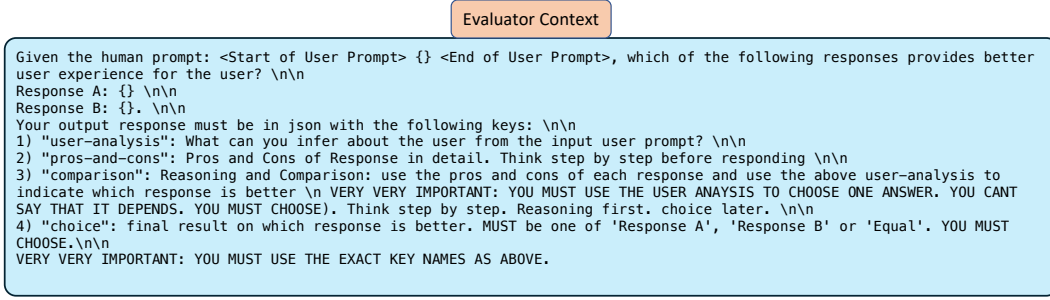 Evaluator Context
Given the human prompt: <Start of User Prompt> {} <End of User Prompt>, which of the following responses provides better
user experience for the user? \n\n
Response A: {} \n\n
Response B: {}. \n\n
Your output response must be in json with the following keys: \n\n
1) "user-analysis": What can you infer about the user from the input user prompt? \n\n
2) "pros-and-cons": Pros and Cons of Response in detail. Think step by step before responding \n\n
3) "comparison": Reasoning and Comparison: use the pros and cons of each response and use the above user-analysis to
indicate which response is better \n VERY VERY IMPORTANT: YOU MUST USE THE USER ANAYSIS TO CHOOSE ONE ANSWER. YOU CANT
SAY THAT IT DEPENDS. YOU MUST CHOOSE). Think step by step. Reasoning first. choice later. \n\n
4) "choice": final result on which response is better. MUST be one of 'Response A', 'Response B' or 'Equal'. YOU MUST
CHOOSE.\n\n
VERY VERY IMPORTANT: YOU MUST USE THE EXACT KEY NAMES AS ABOVE.